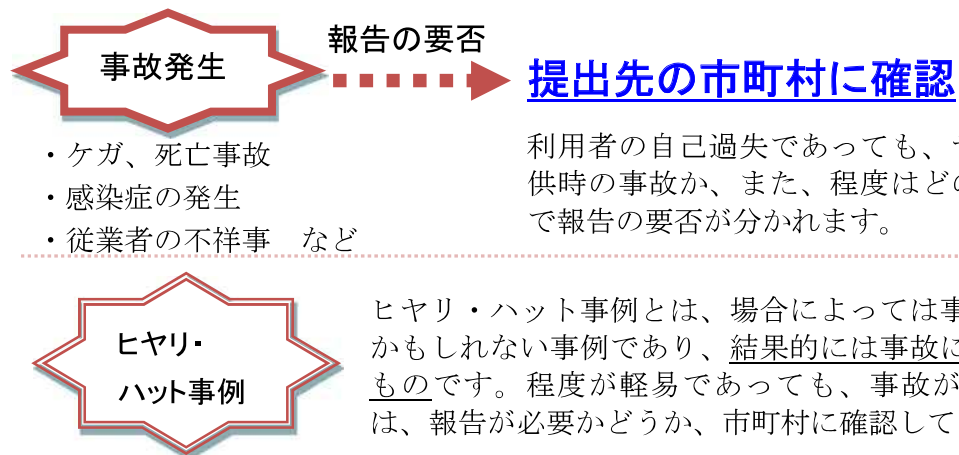 事故発生
報告の要否
提出先の市町村に確認
・ケガ、死亡事故
・感染症の発生
・従業者の不祥事　など
利用者の自己過失であっても、
供時の事故か、また、程度はど
で報告の要否が分かれます。
ヒヤリ・
ハット事例
ヒヤリ・ハット事例とは、場合によっては事
かもしれない事例であり、結果的には事故に
ものです。程度が軽易であっても、事故が
は、報告が必要かどうか、市町村に確認して